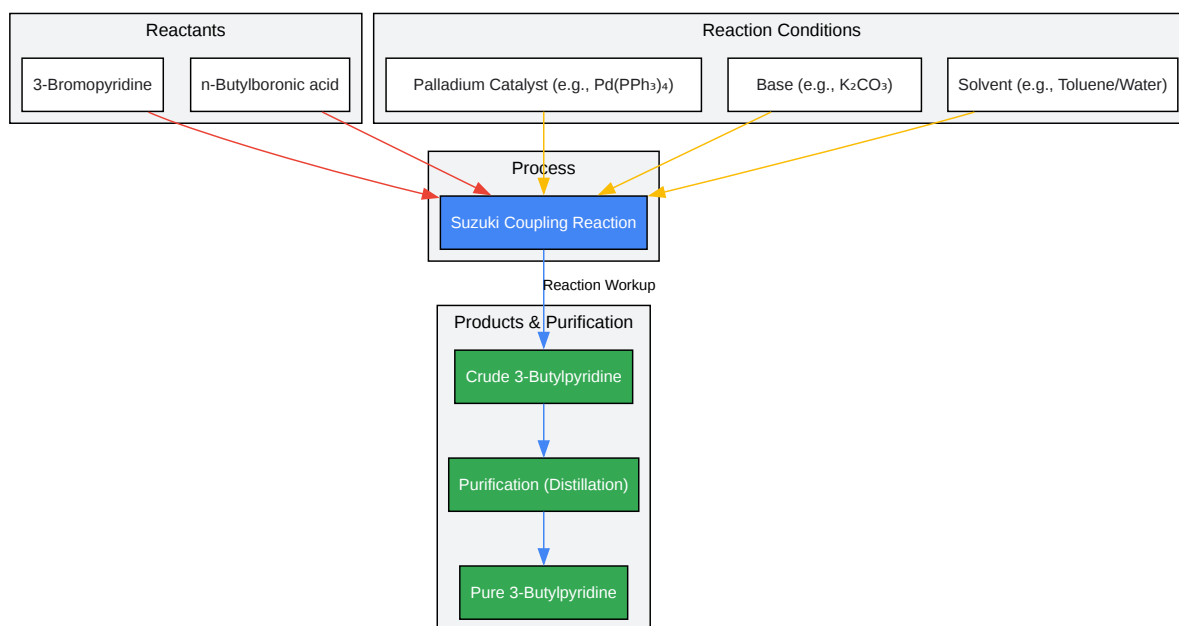 Reactants
Reaction Conditions
3-Bromopyridine
n-Butylboronic acid
Palladium Catalyst (e.g., Pd(PPh₃)₄)
Base (e.g., K₂CO₃)
Solvent (e.g., Toluene/Water)
Process
Suzuki Coupling Reaction
Reaction Workup
Products & Purification
Crude 3-Butylpyridine
Purification (Distillation)
Pure 3-Butylpyridine